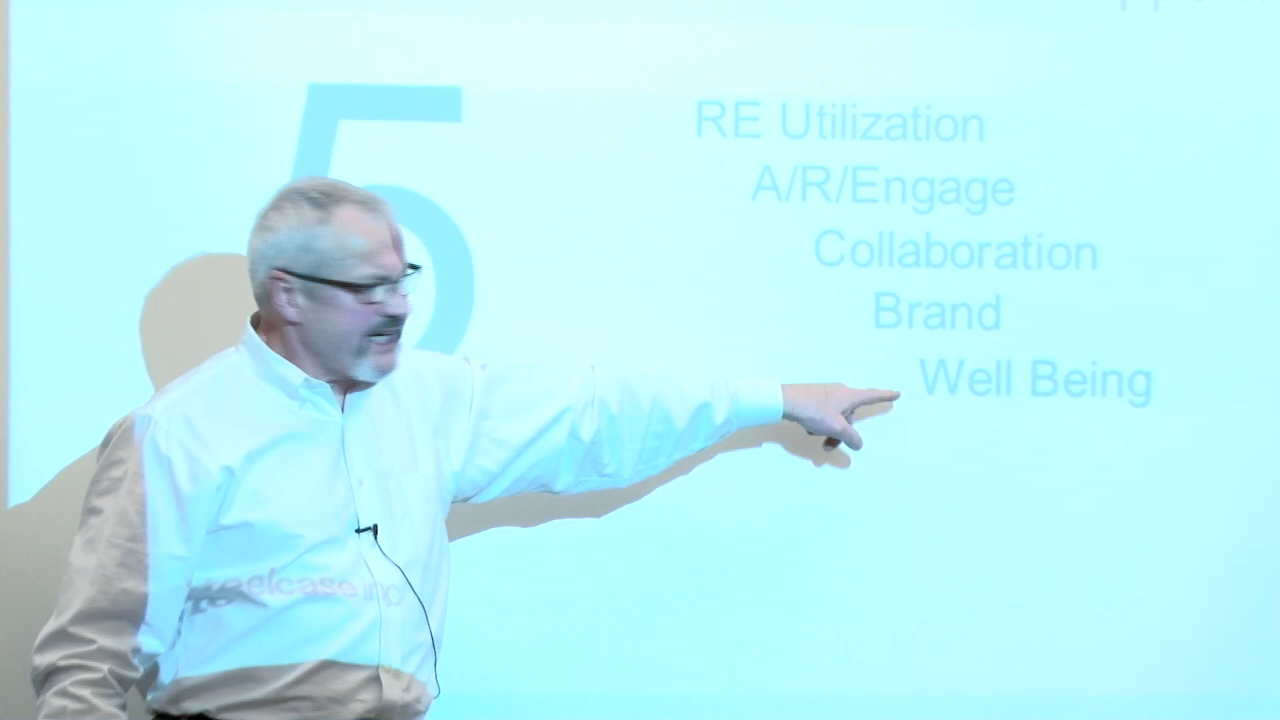 5
RE Utilization
A/R/Engage
Collaboration
Brand
Well Being